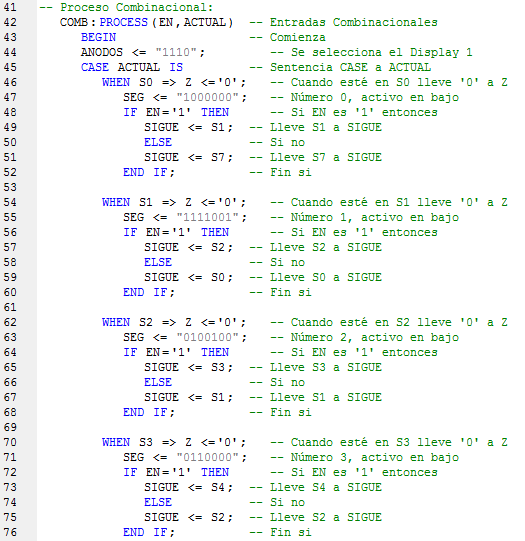 41 -- Proceso Combinacional:
42 COMB:PROCESS(EN,ACTUAL) -- Entradas Combinacionales
43 BEGIN -- Comienza
44 ANODOS <= "1110"; -- Se selecciona el Display 1
45 CASE ACTUAL IS -- Sentencia CASE a ACTUAL
46 WHEN S0 => Z <='0'; -- Cuando esté en S0 lleve '0' a Z
47 SEG <= "1000000"; -- Número 0, activo en bajo
48 IF EN='1' THEN -- Si EN es '1' entonces
49 SIGUE <= S1; -- Lleve S1 a SIGUE
50 ELSE -- Si no
51 SIGUE <= S7; -- Lleve S7 a SIGUE
52 END IF; -- Fin si
53
54 WHEN S1 => Z <='0'; -- Cuando esté en S1 lleve '0' a Z
55 SEG <= "1111001"; -- Número 1, activo en bajo
56 IF EN='1' THEN -- Si EN es '1' entonces
57 SIGUE <= S2; -- Lleve S2 a SIGUE
58 ELSE -- Si no
59 SIGUE <= S0; -- Lleve S0 a SIGUE
60 END IF; -- Fin si
61
62 WHEN S2 => Z <='0'; -- Cuando esté en S2 lleve '0' a Z
63 SEG <= "0100100"; -- Número 2, activo en bajo
64 IF EN='1' THEN -- Si EN es '1' entonces
65 SIGUE <= S3; -- Lleve S3 a SIGUE
66 ELSE -- Si no
67 SIGUE <= S1; -- Lleve S1 a SIGUE
68 END IF; -- Fin si
69
70 WHEN S3 => Z <='0'; -- Cuando esté en S3 lleve '0' a Z
71 SEG <= "0110000"; -- Número 3, activo en bajo
72 IF EN='1' THEN -- Si EN es '1' entonces
73 SIGUE <= S4; -- Lleve S4 a SIGUE
74 ELSE -- Si no
75 SIGUE <= S2; -- Lleve S2 a SIGUE
76 END IF; -- Fin si